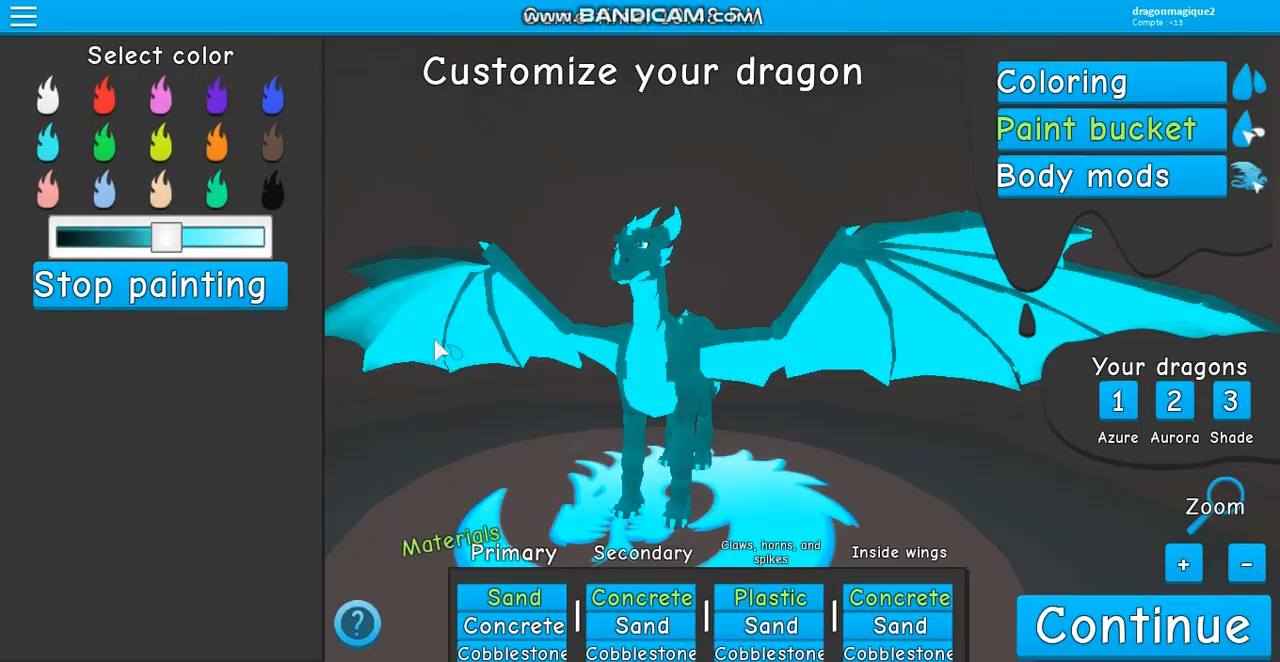 www.BANDICAM.COM
dragonmagique2
Compte : <13
Select color
Customize your dragon
Coloring
Paint bucket
Body mods
Stop painting
Your dragons
1 2 3
Azure Aurora Shade
Zoom
+ -
Materials
Primary Secondary Claws, horns, and spikes Inside wings
Sand Concrete Plastic Concrete
Concrete Sand Sand Sand
Cobblestone Cobblestone Cobblestone Cobblestone
?
Continue